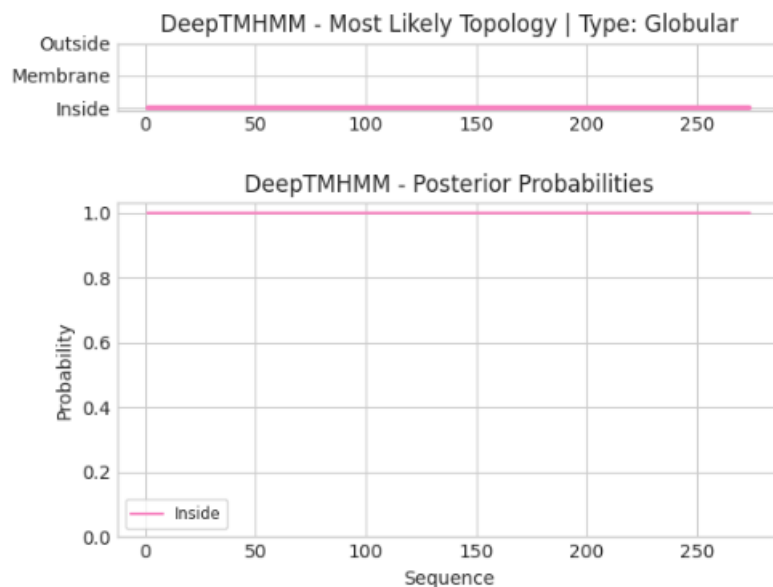 DeepTMHMM - Most Likely Topology | Type: Globular
Outside
Membrane
Inside
0 50 100 150 200 250
DeepTMHMM - Posterior Probabilities
1.0
0.8
0.6
0.4
0.2
0.0
Probability
Inside
0 50 100 150 200 250
Sequence